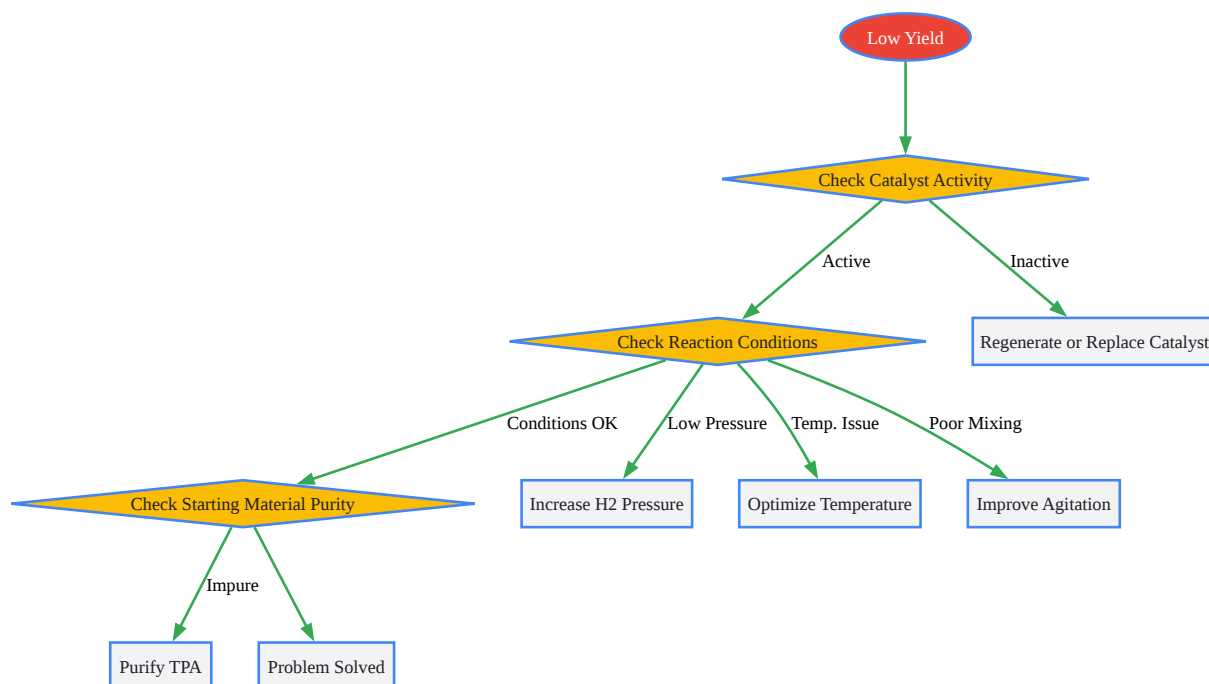 Low Yield
Check Catalyst Activity
Active
Inactive
Check Reaction Conditions
Regenerate or Replace Catalyst
Conditions OK
Low Pressure
Temp. Issue
Poor Mixing
Check Starting Material Purity
Increase H2 Pressure
Optimize Temperature
Improve Agitation
Impure
Purify TPA
Problem Solved